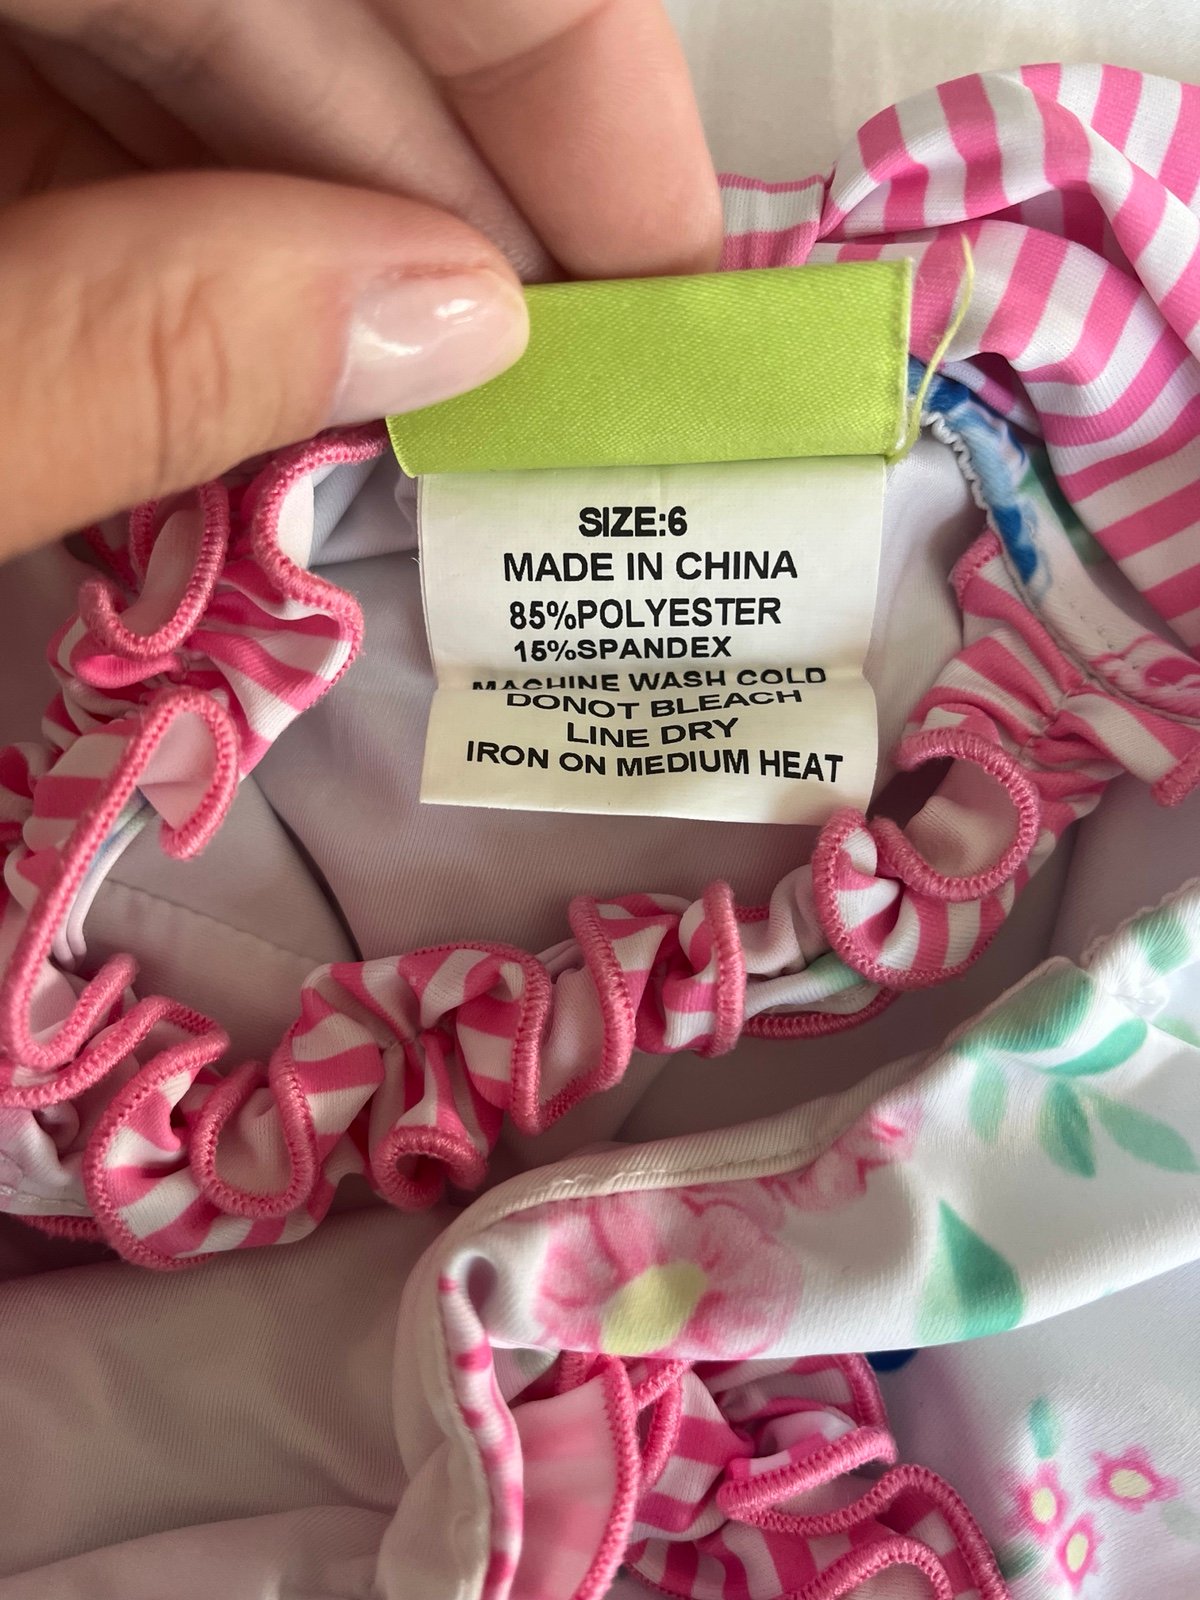 SIZE:6
MADE IN CHINA
85%POLYESTER
15%SPANDEX
MACHINE WASH COLD
DONOT BLEACH
LINE DRY
IRON ON MEDIUM HEAT